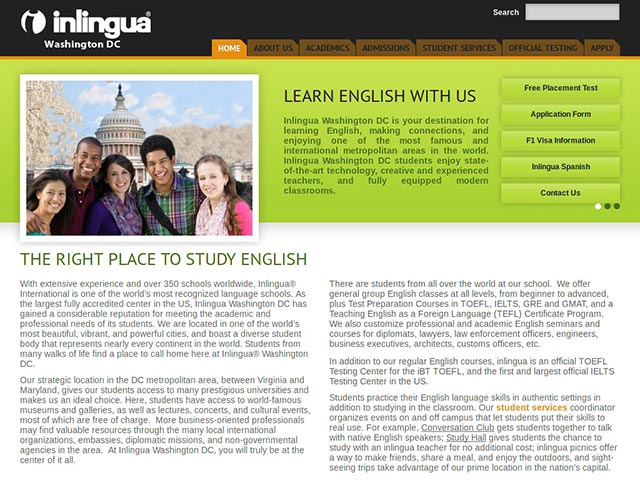 Search
inlingua®
Washington DC
HOME ABOUT US ACADEMICS ADMISSIONS STUDENT SERVICES OFFICIAL TESTING APPLY
LEARN ENGLISH WITH US
Inlingua Washington DC is your destination for
learning English, making connections, and
enjoying one of the most famous and
international metropolitan areas in the world.
Inlingua Washington DC students enjoy state-
of-the-art technology, creative and experienced
teachers, and fully equipped modern
classrooms.
Free Placement Test
Application Form
F1 Visa Information
Inlingua Spanish
Contact Us
THE RIGHT PLACE TO STUDY ENGLISH
With extensive experience and over 350 schools worldwide, Inlingua®
International is one of the world's most recognized language schools. As
the largest fully accredited center in the US, Inlingua Washington DC has
gained a considerable reputation for meeting the academic and
professional needs of its students. We are located in one of the world's
most beautiful, vibrant, and powerful cities, and boast a diverse student
body that represents nearly every continent in the world. Students from
many walks of life find a place to call home here at Inlingua® Washington
DC.
Our strategic location in the DC metropolitan area, between Virginia and
Maryland, gives our students access to many prestigious universities and
makes us an ideal choice. Here, students have access to world-famous
museums and galleries, as well as lectures, concerts, and cultural events,
most of which are free of charge. More business-oriented professionals
may find valuable resources through the many local international
organizations, embassies, diplomatic missions, and non-governmental
agencies in the area. At Inlingua Washington DC, you will truly be at the
center of it all.
There are students from all over the world at our school. We offer
general group English classes at all levels, from beginner to advanced,
plus Test Preparation Courses in TOEFL, IELTS, GRE and GMAT, and a
Teaching English as a Foreign Language (TEFL) Certificate Program.
We also customize professional and academic English seminars and
courses for diplomats, lawyers, law enforcement officers, engineers,
business executives, architects, customs officers, etc.
In addition to our regular English courses, inlingua is an official TOEFL
Testing Center for the iBT TOEFL, and the first and largest official IELTS
Testing Center in the US.
Students practice their English language skills in authentic settings in
addition to studying in the classroom. Our student services coordinator
organizes events on and off campus that let students put their skills to
real use. For example, Conversation Club gets students together to talk
with native English speakers; Study Hall gives students the chance to
study with an inlingua teacher for no additional cost; inlingua picnics offer
a way to make friends, share a meal, and enjoy the outdoors, and sight-
seeing trips take advantage of our prime location in the nation's capital.